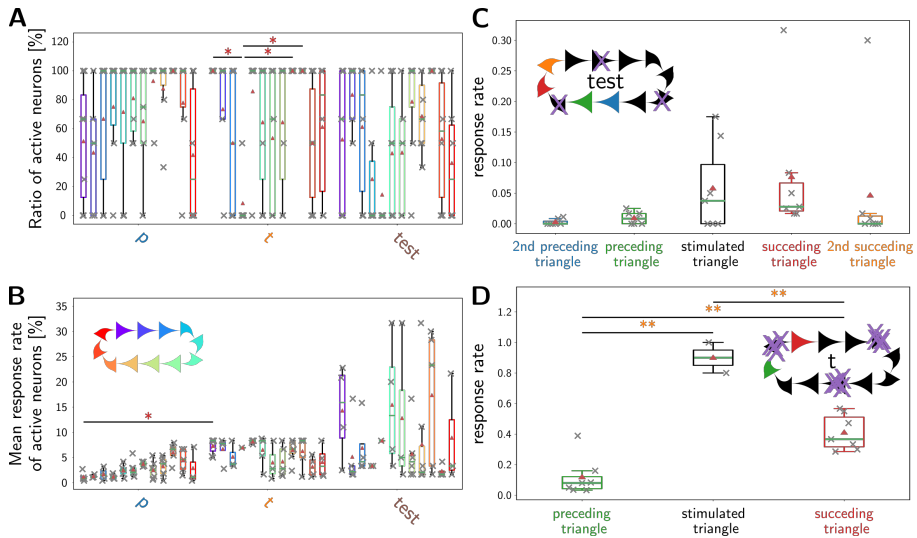 A
Ratio of active neurons [%]
120
100
80
60
40
20
0
*
*
*
p
t
test
B
Mean response rate
of active neurons [%]
35
30
25
20
15
10
5
0
*
p
t
test
C
response rate
0.30
0.25
0.20
0.15
0.10
0.05
0.00
test
2nd preceding
triangle
preceding
triangle
stimulated
triangle
succeding
triangle
2nd succeding
triangle
D
response rate
1.2
1.0
0.8
0.6
0.4
0.2
0.0
**
**
**
t
preceding
triangle
stimulated
triangle
succeding
triangle